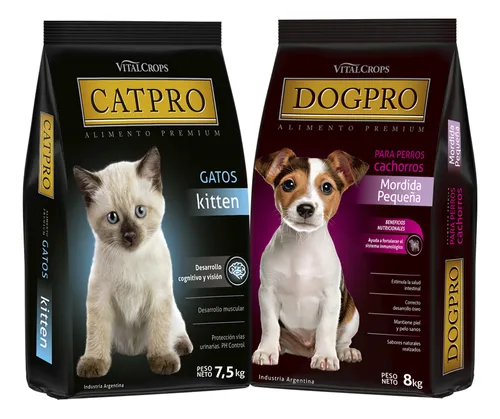 VITALCROPS
CATPRO
ALIMENTO PREMIUM
GATOS
kitten
Desarrollo
cognitivo y visión
Desarrollo muscular
Protección vías
urinarias. PH Control
PESO
NETO 7,5 kg
Industria Argentina
CATPRO
GATOS
kitten
VITALCROPS
DOGPRO
ALIMENTO PREMIUM
PARA PERROS
cachorros
Mordida
Pequeña
BENEFICIOS
NUTRICIONALES
Ayuda a fortalecer el
sistema inmunológico
Estimula la salud
intestinal
Correcto
desarrollo óseo
Mantiene piel
y pelo sanos
Sabores naturales
realzados
PESO
NETO 8kg
Industria Argentina
Mordida
Pequeña
PARA PERROS
cachorros
DOGPRO